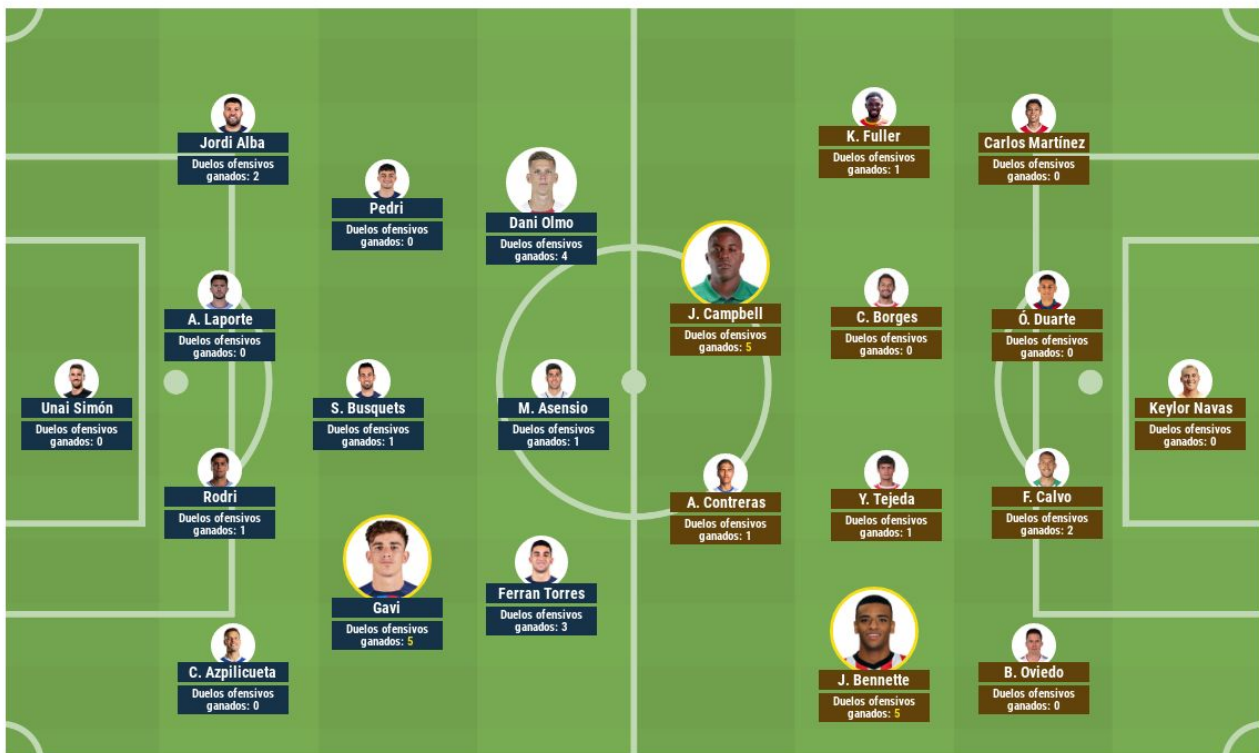 Jordi Alba
Duelos ofensivos
ganados: 2
Pedri
Duelos ofensivos
ganados: 0
Dani Olmo
Duelos ofensivos
ganados: 4
A. Laporte
Duelos ofensivos
ganados: 0
Unai Simón
Duelos ofensivos
ganados: 0
S. Busquets
Duelos ofensivos
ganados: 1
M. Asensio
Duelos ofensivos
ganados: 1
Rodri
Duelos ofensivos
ganados: 1
Gavi
Duelos ofensivos
ganados: 5
Ferran Torres
Duelos ofensivos
ganados: 3
C. Azpilicueta
Duelos ofensivos
ganados: 0
K. Fuller
Duelos ofensivos
ganados: 1
Carlos Martínez
Duelos ofensivos
ganados: 0
J. Campbell
Duelos ofensivos
ganados: 5
C. Borges
Duelos ofensivos
ganados: 0
Ó. Duarte
Duelos ofensivos
ganados: 0
Keylor Navas
Duelos ofensivos
ganados: 0
A. Contreras
Duelos ofensivos
ganados: 1
Y. Tejeda
Duelos ofensivos
ganados: 1
F. Calvo
Duelos ofensivos
ganados: 2
J. Bennette
Duelos ofensivos
ganados: 5
B. Oviedo
Duelos ofensivos
ganados: 0